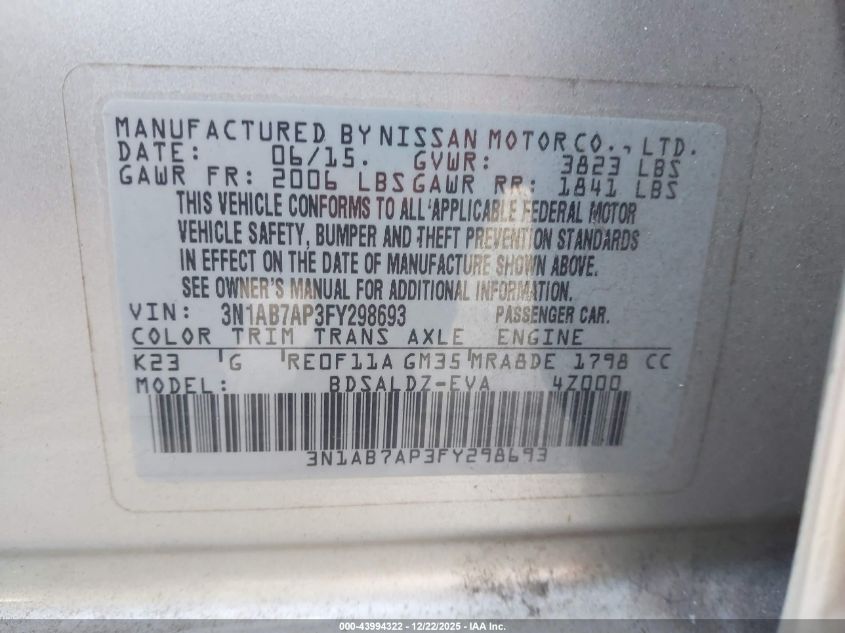 MANUFACTURED BY NISSAN MOTOR CO., LTD.
DATE: 06/15. GVWR: 3823 LBS
GAWR FR: 2006 LBS GAWR RR: 1841 LBS
THIS VEHICLE CONFORMS TO ALL APPLICABLE FEDERAL MOTOR
VEHICLE SAFETY, BUMPER AND THEFT PREVENTION STANDARDS
IN EFFECT ON THE DATE OF MANUFACTURE SHOWN ABOVE.
SEE OWNER'S MANUAL FOR ADDITIONAL INFORMATION.
VIN: 3N1AB7AP3FY298693 PASSENGER CAR.
COLOR TRIM TRANS AXLE ENGINE
K23 G RE0F11A GM35 MRA8DE 1798 CC
MODEL: BDSALDZ-EVA 4Z000
3N1AB7AP3FY298693
000-43994322 • 12/22/2025 - IAA Inc.